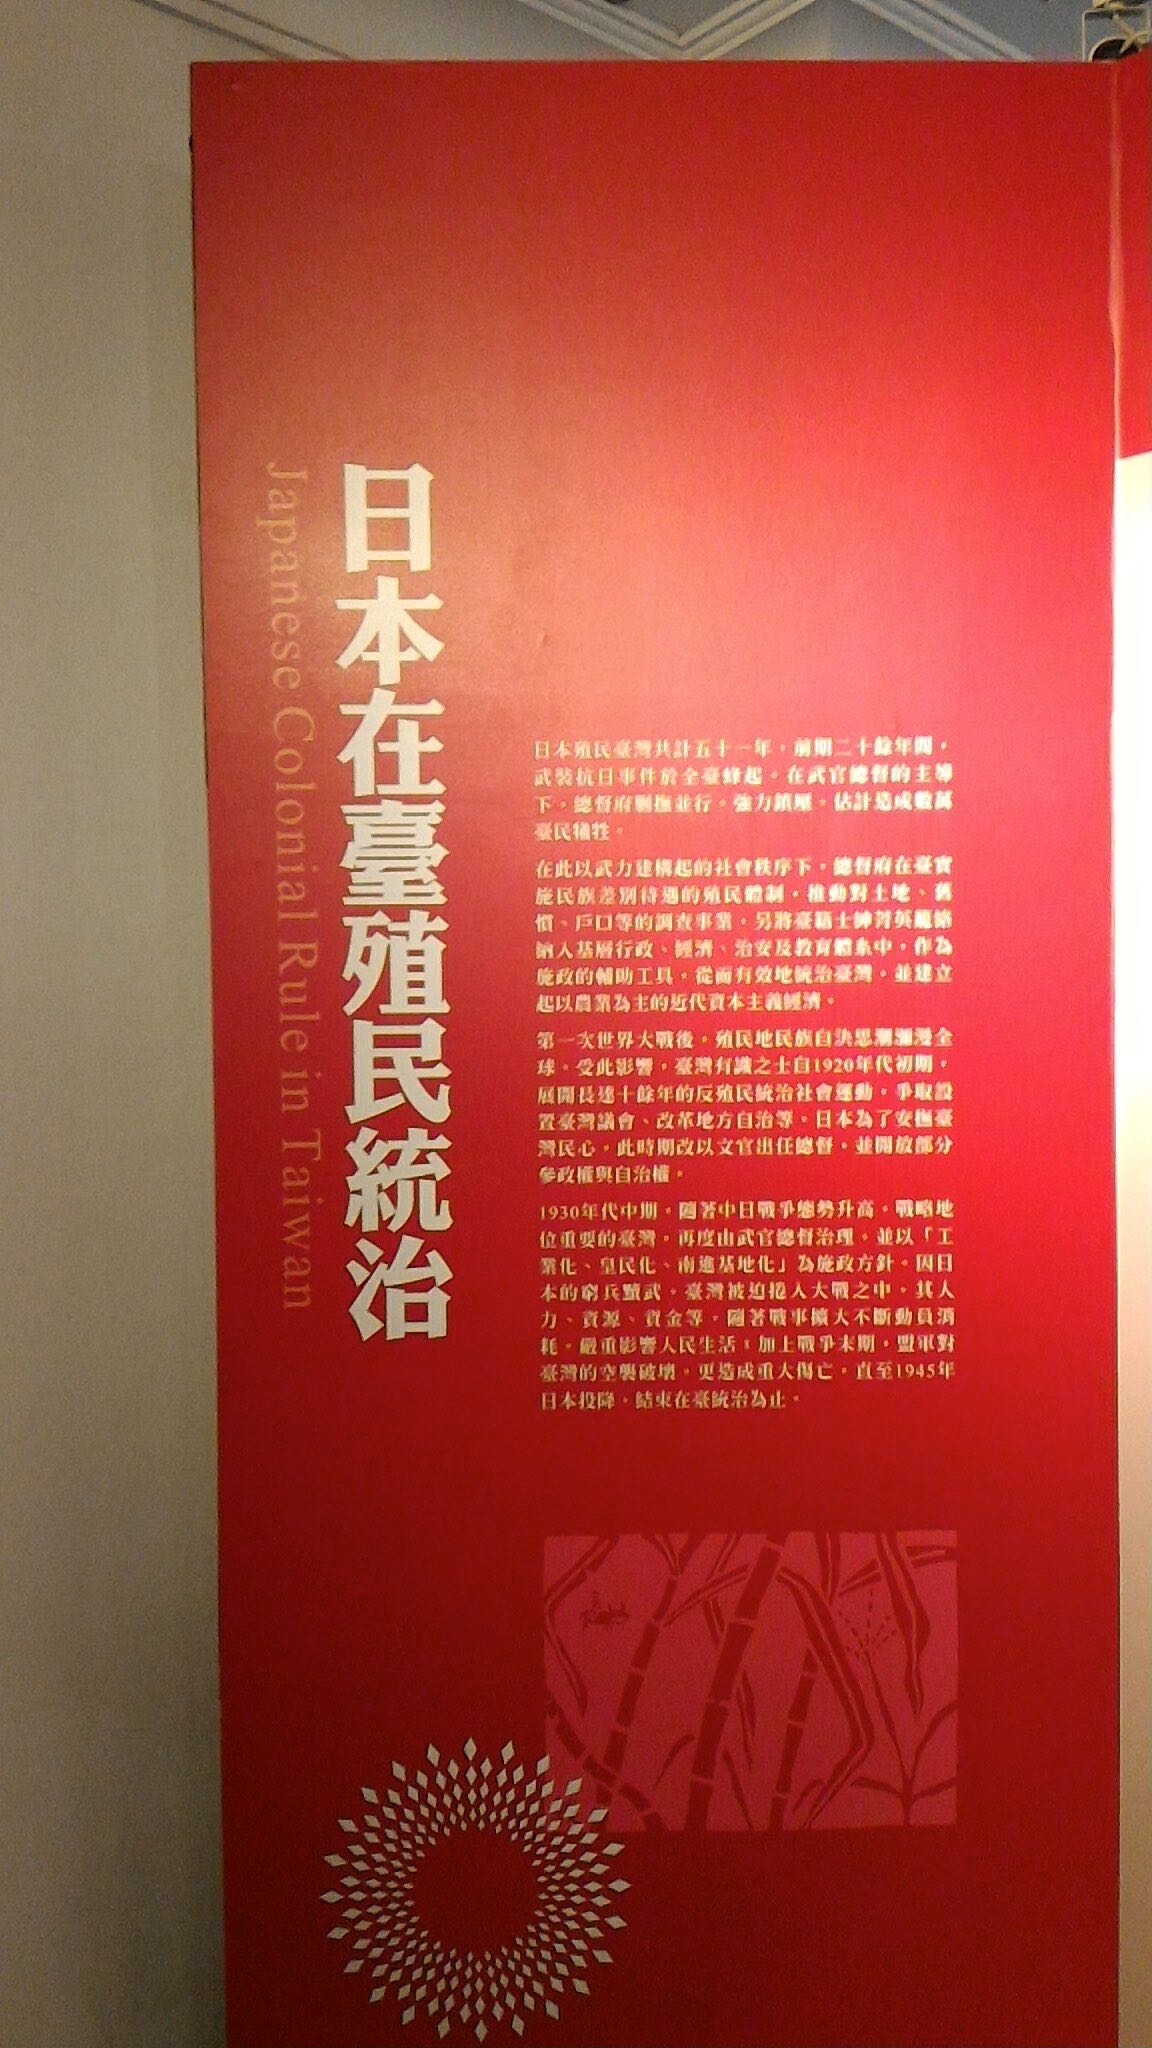 日本在臺殖民統治
Japanese Colonial Rule in Taiwan
日本殖民臺灣共計五十一年，前期二十餘年間，
武裝抗日事件於全臺蜂起。在武官總督的主導
下，總督府剿撫並行，強力鎮壓，估計造成數萬
臺民犧牲。
在此以武力建構起的社會秩序下，總督府在臺實
施民族差別待遇的殖民體制，推動對土地、舊
慣、戶口等的調查事業，另將臺籍士紳菁英籠絡
納入基層行政、經濟、治安及教育體系中，作為
施政的輔助工具，從而有效地統治臺灣，並建立
起以農業為主的近代資本主義經濟。
第一次世界大戰後，殖民地民族自決思潮瀰漫全
球，受此影響，臺灣有識之士自1920年代初期，
展開長達十餘年的反殖民統治社會運動，爭取設
置臺灣議會、改革地方自治等。日本為了安撫臺
灣民心，此時期改以文官出任總督，並開放部分
參政權與自治權。
1930年代中期，隨著中日戰爭態勢升高，戰略地
位重要的臺灣，再度由武官總督治理，並以「工
業化、皇民化、南進基地化」為施政方針。因日
本的窮兵黷武，臺灣被迫捲入大戰之中，其人
力、資源、資金等，隨著戰事擴大不斷動員消
耗，嚴重影響人民生活；加上戰爭末期，盟軍對
臺灣的空襲破壞，更造成重大傷亡，直至1945年
日本投降，結束在臺統治為止。